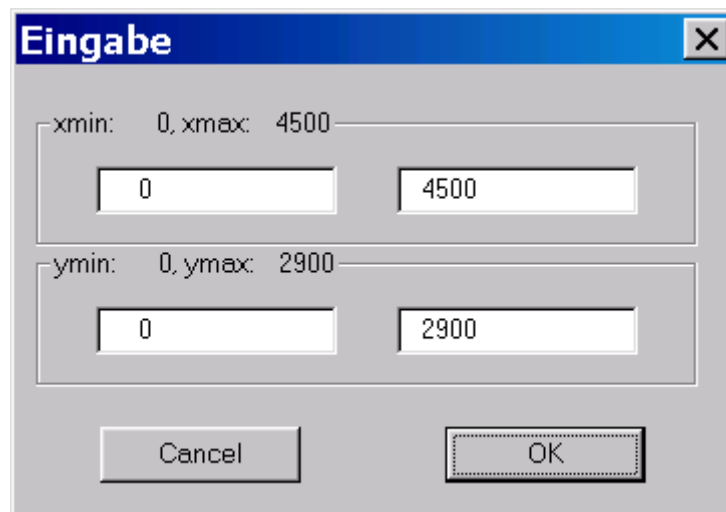 Eingabe
xmin: 0, xmax: 4500
0 4500
ymin: 0, ymax: 2900
0 2900
Cancel OK